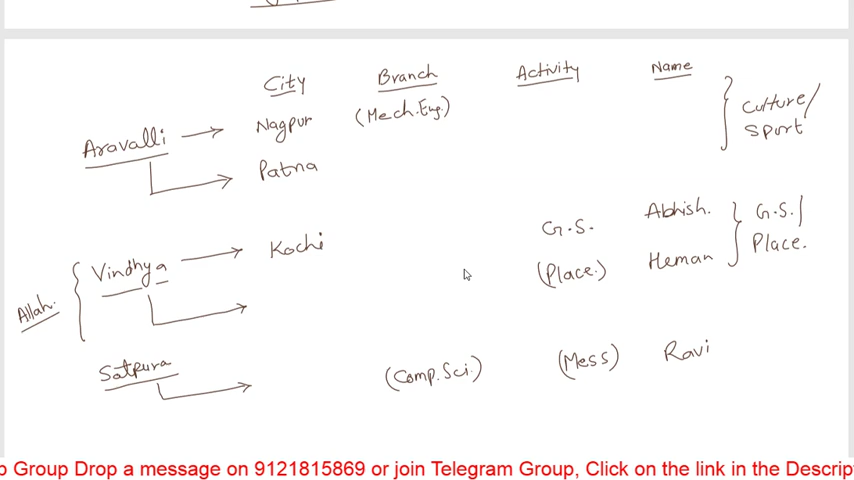 City Branch Activity Name
Aravalli Nagpur (Mech.Eng.) } Culture/
Sport
Patna
Vindhya Kochi G.S. Abhish. } G.S./
Allah. { (Place.) Heman Place.
Satpura (Comp.Sci.) (Mess) Ravi
p Group Drop a message on 9121815869 or join Telegram Group, Click on the link in the Descrip